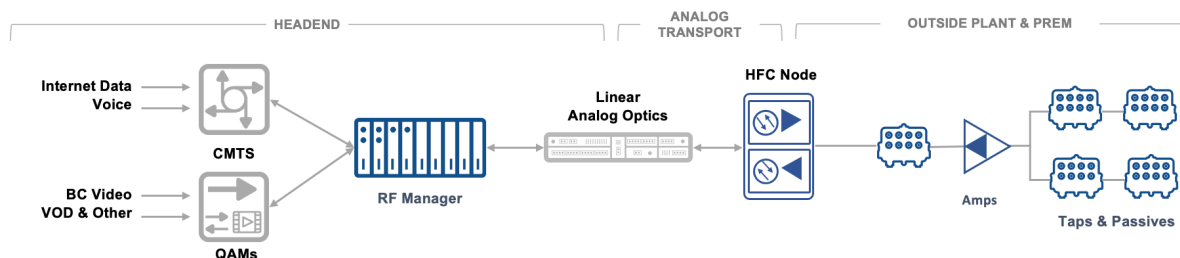 HEADEND
ANALOG
TRANSPORT
OUTSIDE PLANT & PREM
Internet Data
Voice
CMTS
BC Video
VOD & Other
QAMs
RF Manager
Linear
Analog Optics
HFC Node
Amps
Taps & Passives